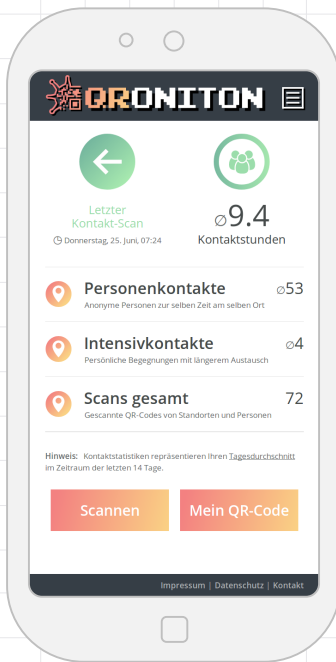 QRONITON
Letzter
Kontakt-Scan
Donnerstag, 25. Juni, 07:24
∅9.4
Kontaktstunden
Personenkontakte ∅53
Anonyme Personen zur selben Zeit am selben Ort
Intensivkontakte ∅4
Persönliche Begegnungen mit längerem Austausch
Scans gesamt 72
Gescannte QR-Codes von Standorten und Personen
Hinweis: Kontaktstatistiken repräsentieren Ihren Tagesdurchschnitt
im Zeitraum der letzten 14 Tage.
Scannen Mein QR-Code
Impressum | Datenschutz | Kontakt